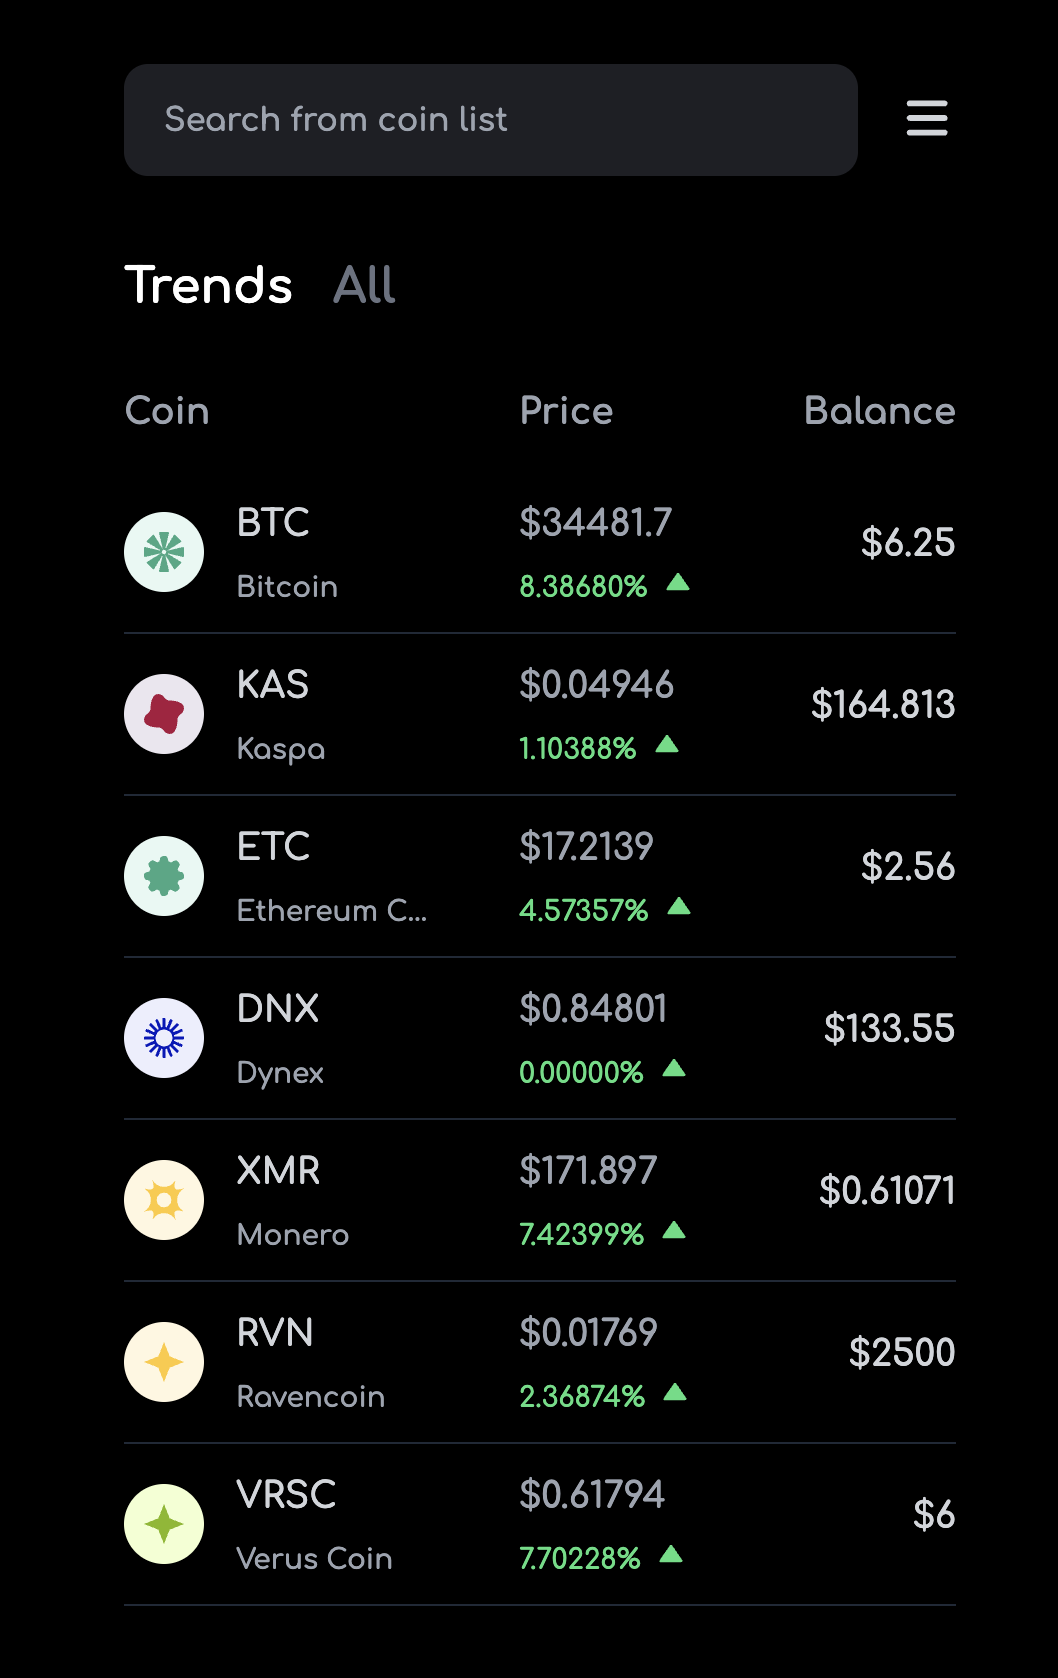 Search from coin list
Trends All
Coin Price Balance
BTC $34481.7 $6.25
Bitcoin 8.38680%
KAS $0.04946 $164.813
Kaspa 1.10388%
ETC $17.2139 $2.56
Ethereum C... 4.57357%
DNX $0.84801 $133.55
Dynex 0.00000%
XMR $171.897 $0.61071
Monero 7.42399%
RVN $0.01769 $2500
Ravencoin 2.36874%
VRSC $0.61794 $6
Verus Coin 7.70228%